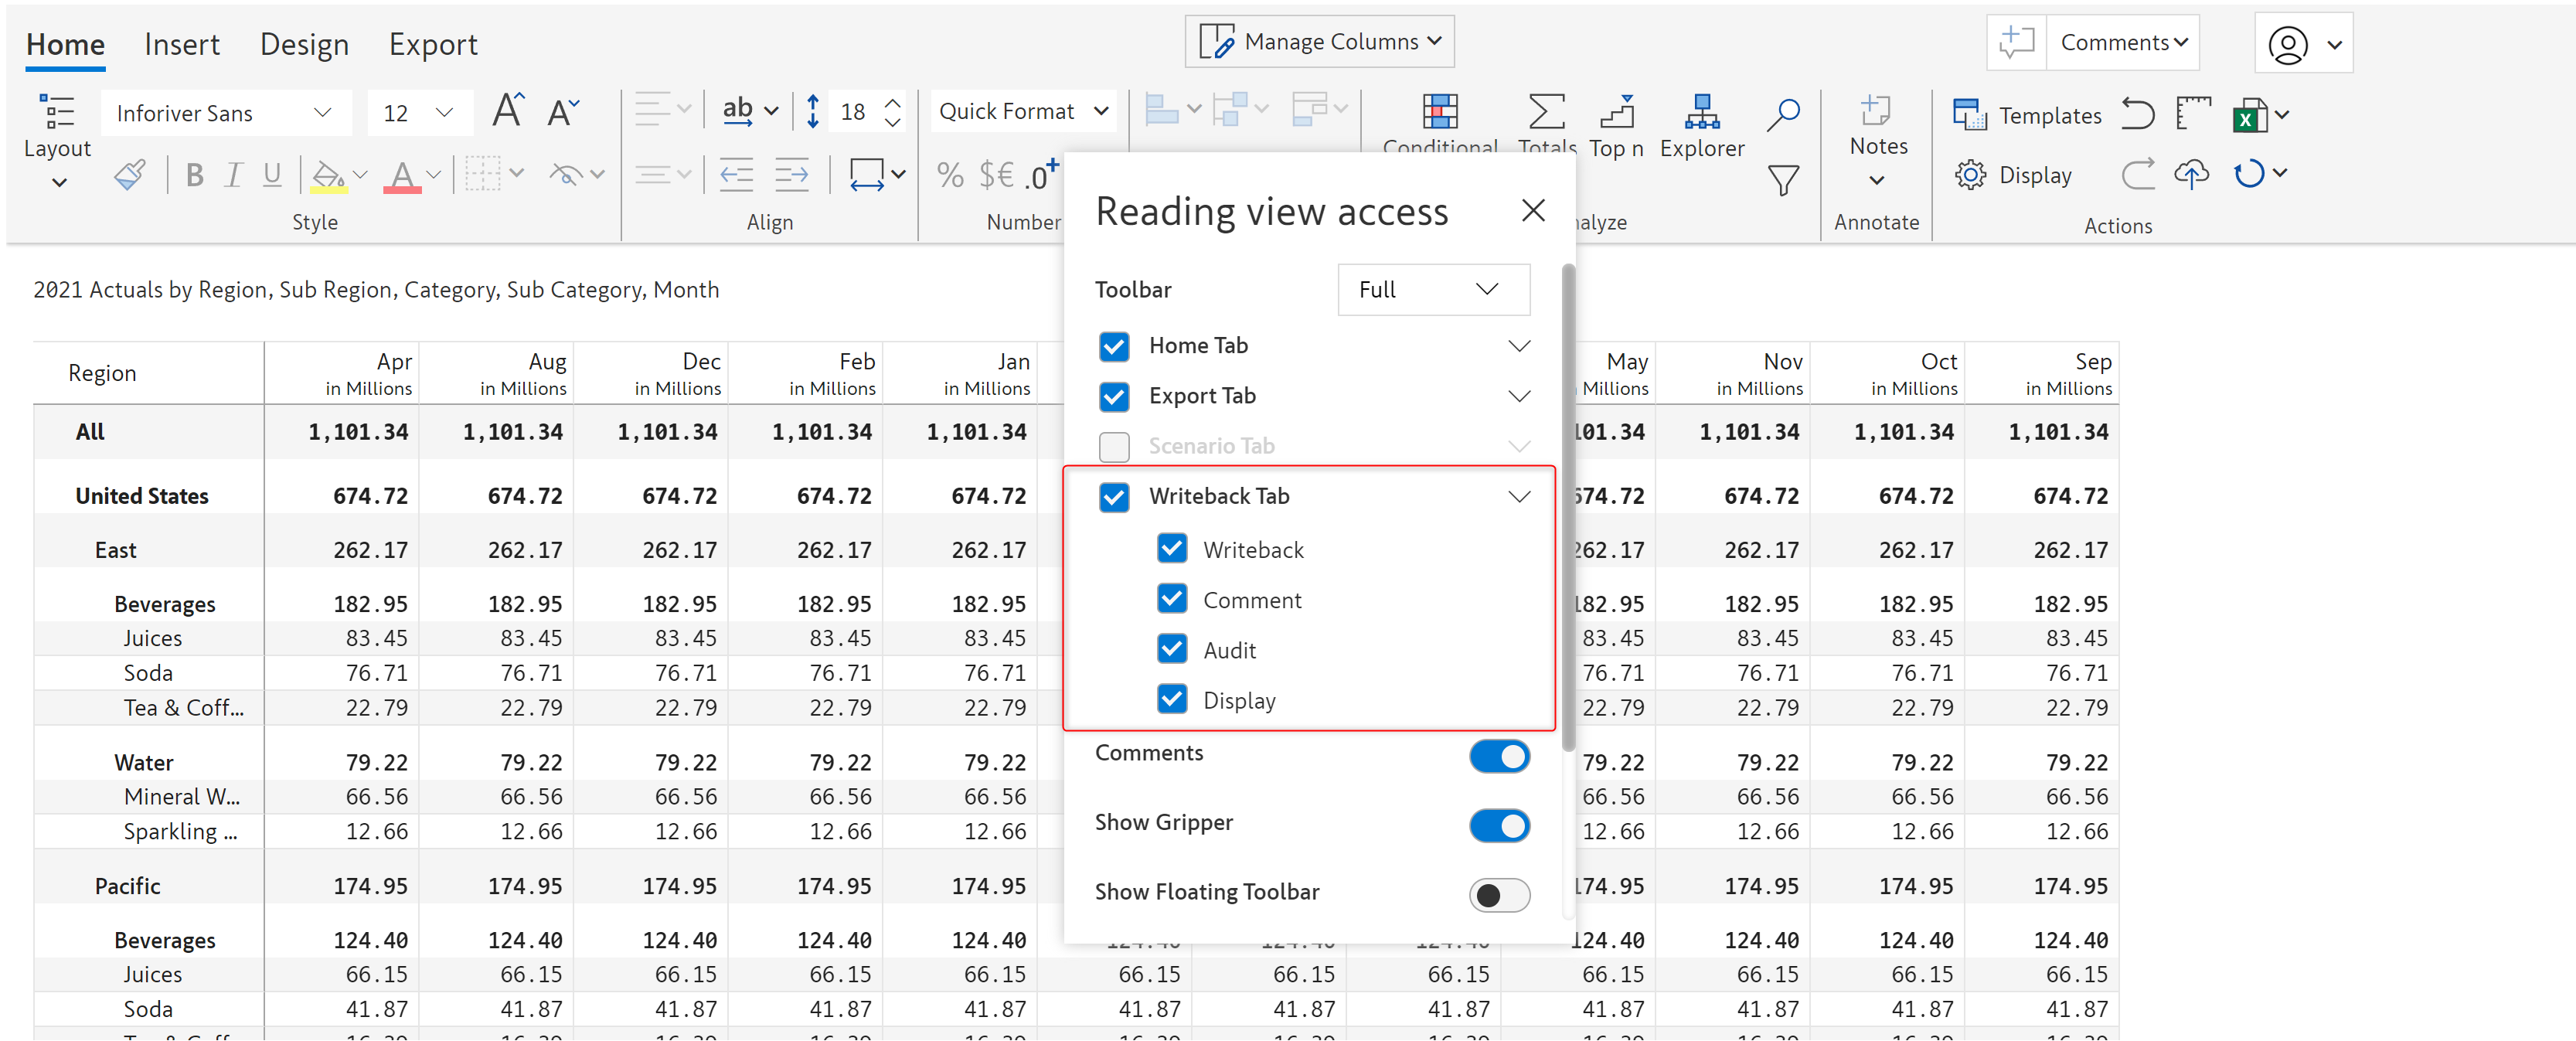 Home Insert Design Export Manage Columns Comments
Inforiver Sans 12 A A ab 18 Quick Format
Layout Conditional Totals Top n Explorer Notes Templates
B I U A % $€ .0+ Display
Style Align Number Annotate Actions
Reading view access
Toolbar Full
Home Tab
Export Tab
Scenario Tab
Writeback Tab
Writeback
Comment
Audit
Display
Comments
Show Gripper
Show Floating Toolbar
2021 Actuals by Region, Sub Region, Category, Sub Category, Month
Region Apr Aug Dec Feb Jan May Nov Oct Sep
in Millions in Millions in Millions in Millions in Millions Millions in Millions in Millions in Millions
All 1,101.34 1,101.34 1,101.34 1,101.34 1,101.34 101.34 1,101.34 1,101.34 1,101.34
United States 674.72 674.72 674.72 674.72 674.72 674.72 674.72 674.72 674.72
East 262.17 262.17 262.17 262.17 262.17 262.17 262.17 262.17 262.17
Beverages 182.95 182.95 182.95 182.95 182.95 182.95 182.95 182.95 182.95
Juices 83.45 83.45 83.45 83.45 83.45 83.45 83.45 83.45 83.45
Soda 76.71 76.71 76.71 76.71 76.71 76.71 76.71 76.71 76.71
Tea & Coff... 22.79 22.79 22.79 22.79 22.79 22.79 22.79 22.79 22.79
Water 79.22 79.22 79.22 79.22 79.22 79.22 79.22 79.22 79.22
Mineral W... 66.56 66.56 66.56 66.56 66.56 66.56 66.56 66.56 66.56
Sparkling ... 12.66 12.66 12.66 12.66 12.66 12.66 12.66 12.66 12.66
Pacific 174.95 174.95 174.95 174.95 174.95 174.95 174.95 174.95 174.95
Beverages 124.40 124.40 124.40 124.40 124.40 124.40 124.40 124.40 124.40 124.40 124.40 124.40
Juices 66.15 66.15 66.15 66.15 66.15 66.15 66.15 66.15 66.15 66.15 66.15 66.15
Soda 41.87 41.87 41.87 41.87 41.87 41.87 41.87 41.87 41.87 41.87 41.87 41.87